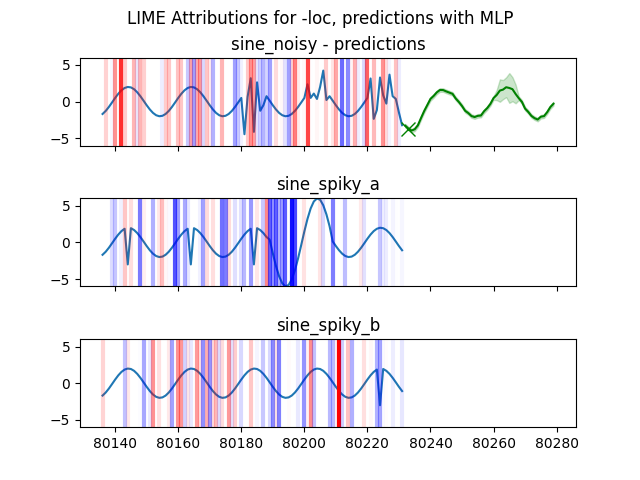 LIME Attributions for -loc, predictions with MLP
sine_noisy - predictions
5
0
−5
sine_spiky_a
5
0
−5
sine_spiky_b
5
0
−5
80140 80160 80180 80200 80220 80240 80260 80280